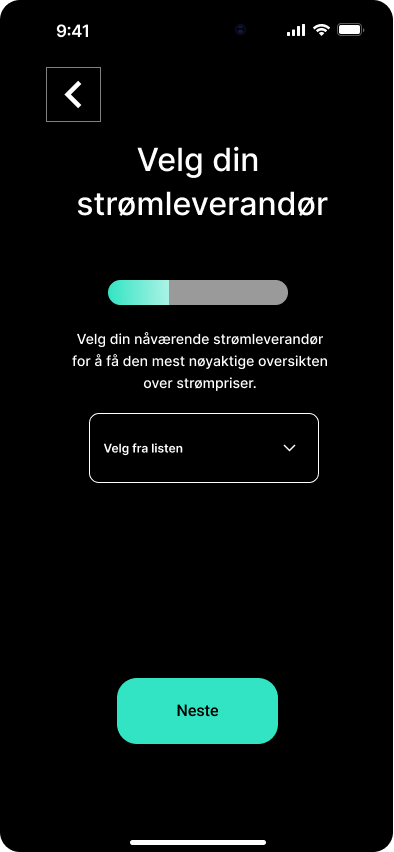 9:41
Velg din
strømleverandør
Velg din nåværende strømleverandør
for å få den mest nøyaktige oversikten
over strømpriser.
Velg fra listen
Neste